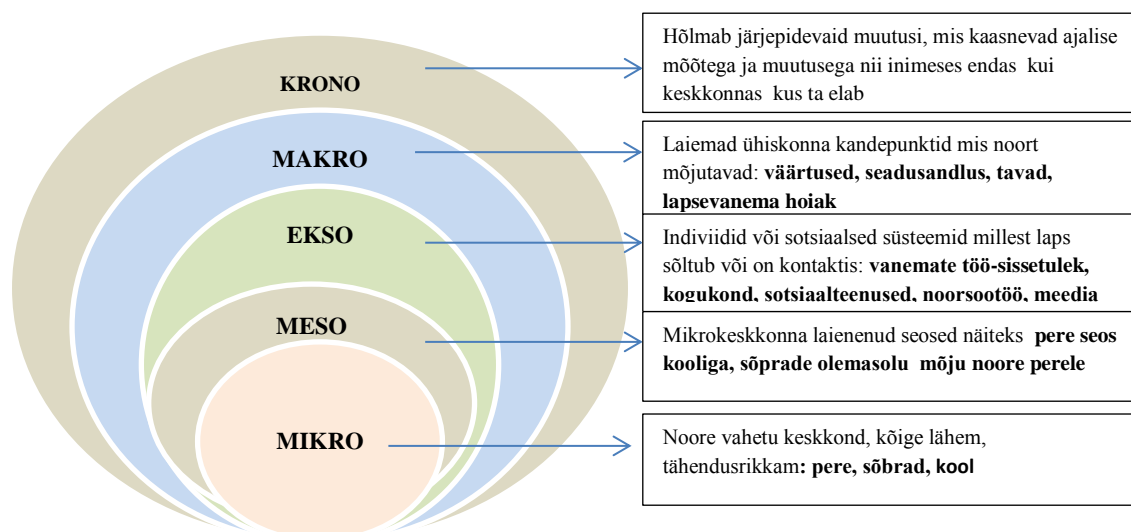 KRONO
Hõlmab järjepidevaid muutusi, mis kaasnevad ajalise
mõõtega ja muutusega nii inimeses endas kui
keskkonnas kus ta elab
MAKRO
Laiemad ühiskonna kandepunktid mis noort
mõjutavad: väärtused, seadusandlus, tavad,
lapsevanema hoiak
EKSO
Indiviidid või sotsiaalsed süsteemid millest laps
sõltub või on kontaktis: vanemate töö-sissetulek,
kogukond, sotsiaalteenused, noorsootöö, meedia
MESO
Mikrokeskkonna laienenud seosed näiteks pere seos
kooliga, sõprade olemasolu mõju noore perele
MIKRO
Noore vahetu keskkond, kõige lähem,
tähendusrikkam: pere, sõbrad, kool